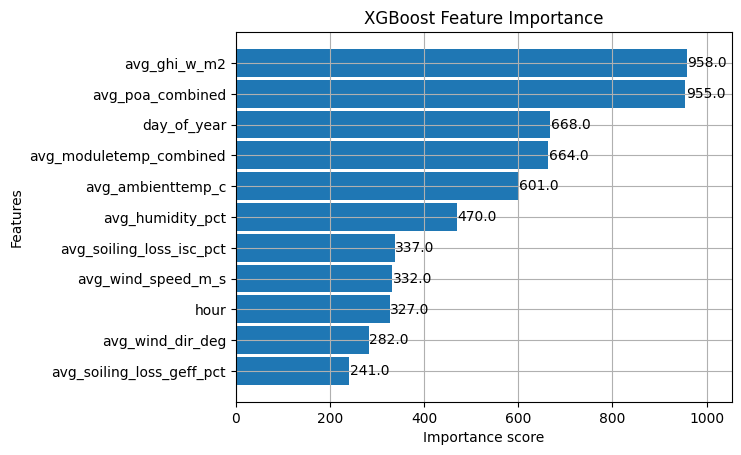 XGBoost Feature Importance
Features
avg_ghi_w_m2 958.0
avg_poa_combined 955.0
day_of_year 668.0
avg_moduletemp_combined 664.0
avg_ambienttemp_c 601.0
avg_humidity_pct 470.0
avg_soiling_loss_isc_pct 337.0
avg_wind_speed_m_s 332.0
hour 327.0
avg_wind_dir_deg 282.0
avg_soiling_loss_geff_pct 241.0
0 200 400 600 800 1000
Importance score